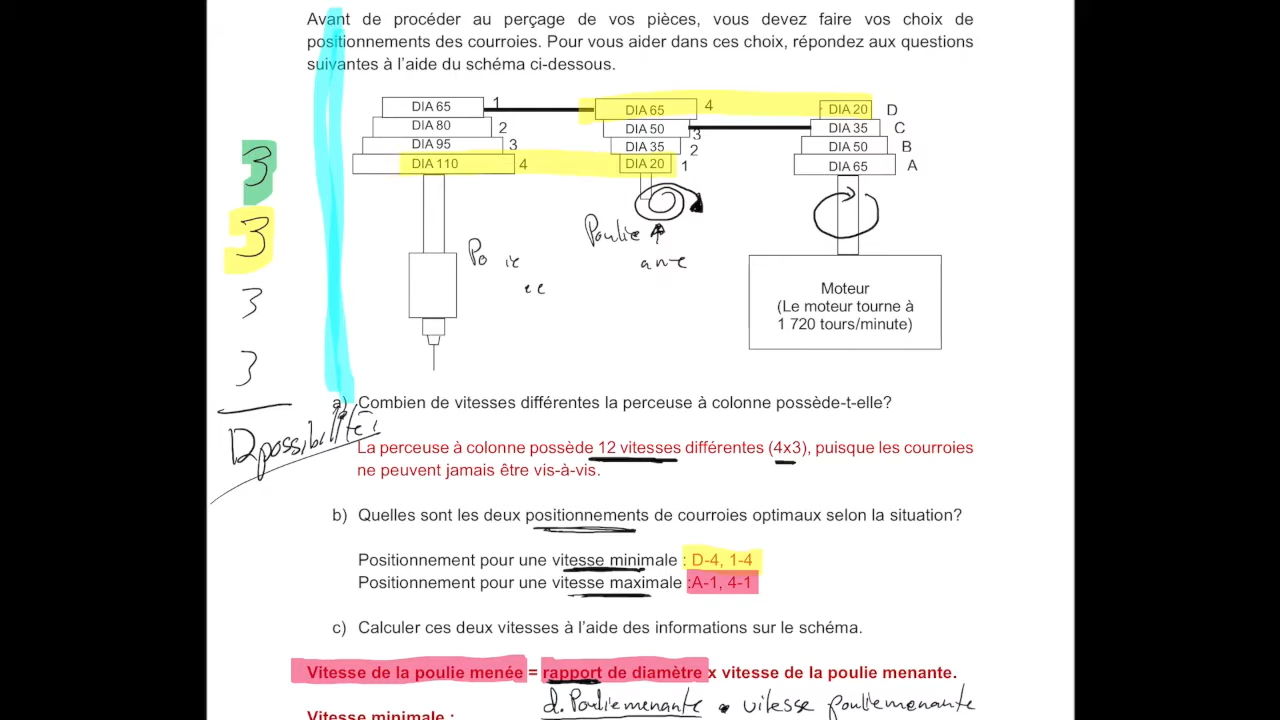 Avant de procéder au perçage de vos pièces, vous devez faire vos choix de
positionnements des courroies. Pour vous aider dans ces choix, répondez aux questions
suivantes à l'aide du schéma ci-dessous.
DIA 65 1 DIA 65 4 DIA 20 D
DIA 80 2 DIA 50 3 DIA 35 C
DIA 95 3 DIA 35 2 DIA 50 B
DIA 110 4 DIA 20 1 DIA 65 A
3
3
3
3
12 possibilités
Poulie
ante
Po ie
ee
Moteur
(Le moteur tourne à
1 720 tours/minute)
a) Combien de vitesses différentes la perceuse à colonne possède-t-elle?
La perceuse à colonne possède 12 vitesses différentes (4x3), puisque les courroies
ne peuvent jamais être vis-à-vis.
b) Quelles sont les deux positionnements de courroies optimaux selon la situation?
Positionnement pour une vitesse minimale : D-4, 1-4
Positionnement pour une vitesse maximale :A-1, 4-1
c) Calculer ces deux vitesses à l'aide des informations sur le schéma.
Vitesse de la poulie menée = rapport de diamètre x vitesse de la poulie menante.
d. Poulie menante • vitesse poulie menante
Vitesse minimale :